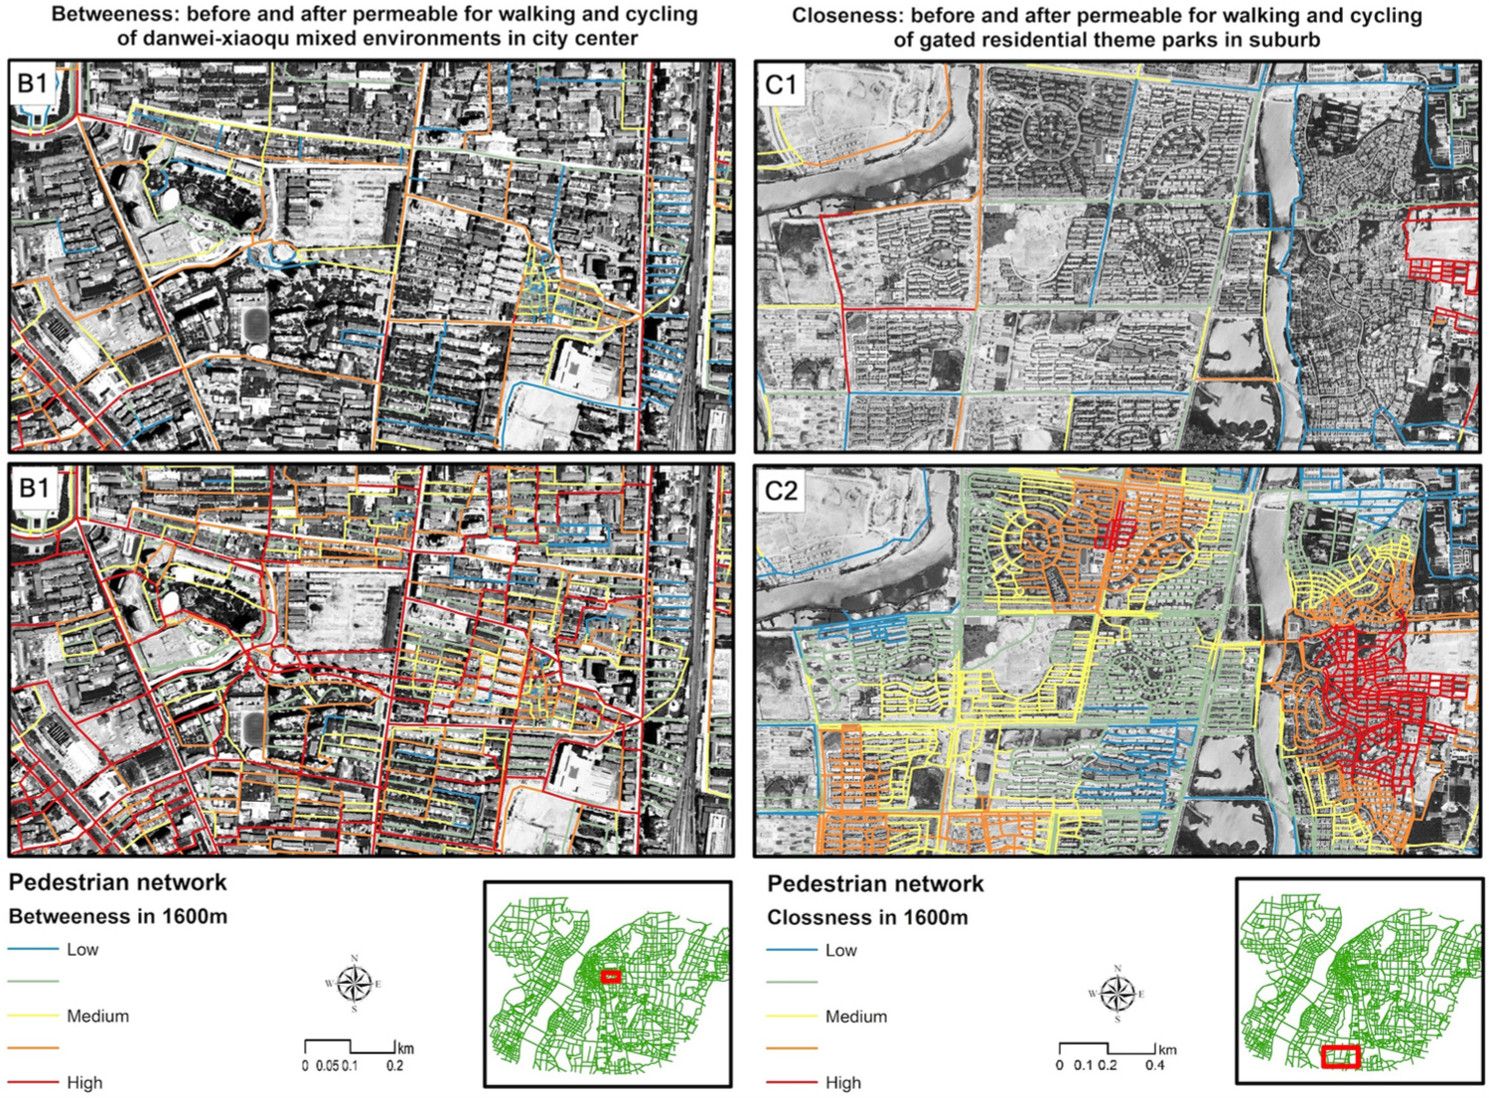 Betweeness: before and after permeable for walking and cycling
of danwei-xiaoqu mixed environments in city center
Closeness: before and after permeable for walking and cycling
of gated residential theme parks in suburb
B1
C1
B1
C2
Pedestrian network
Betweeness in 1600m
Low
Medium
High
N
W
E
S
km
0 0.05 0.1 0.2
Pedestrian network
Clossness in 1600m
Low
Medium
High
N
W
E
S
km
0 0.1 0.2 0.4